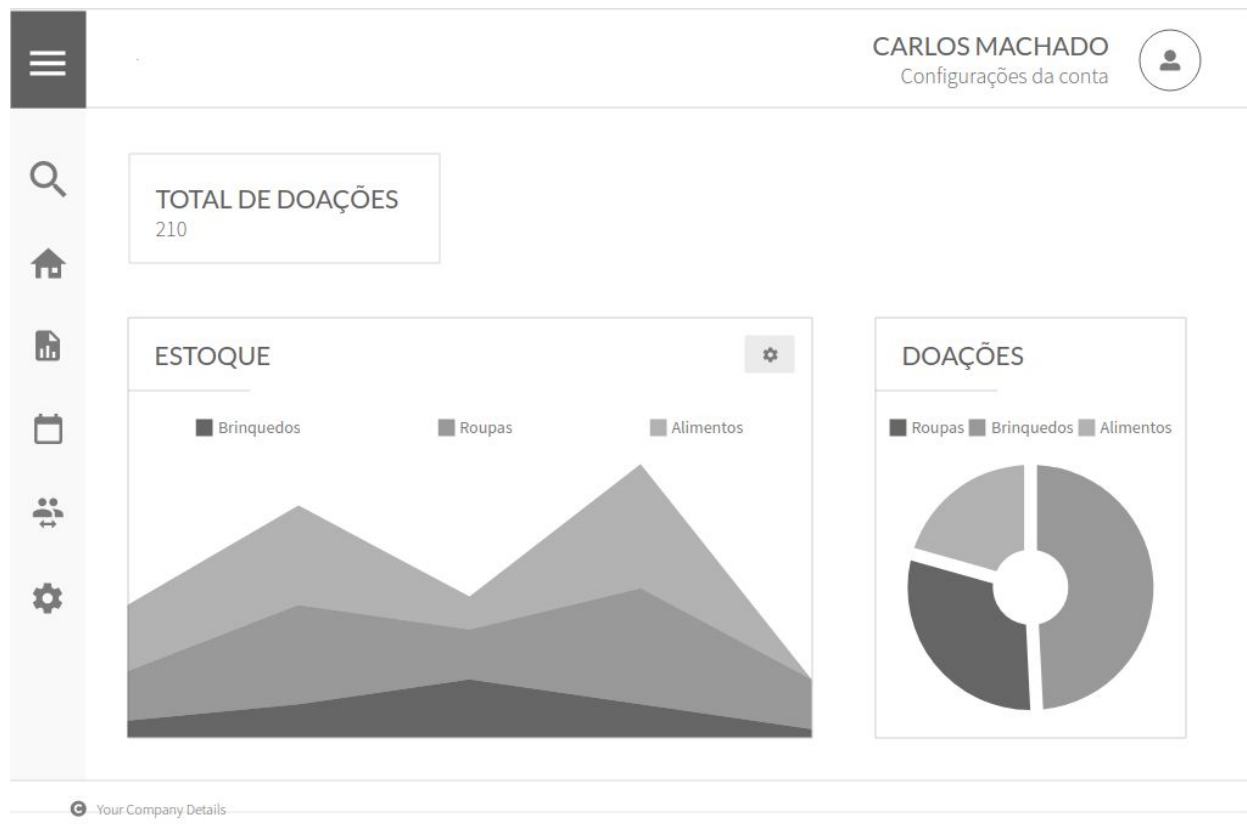 CARLOS MACHADO
Configurações da conta
TOTAL DE DOAÇÕES
210
ESTOQUE
Brinquedos Roupas Alimentos
DOAÇÕES
Roupas Brinquedos Alimentos
Your Company Details